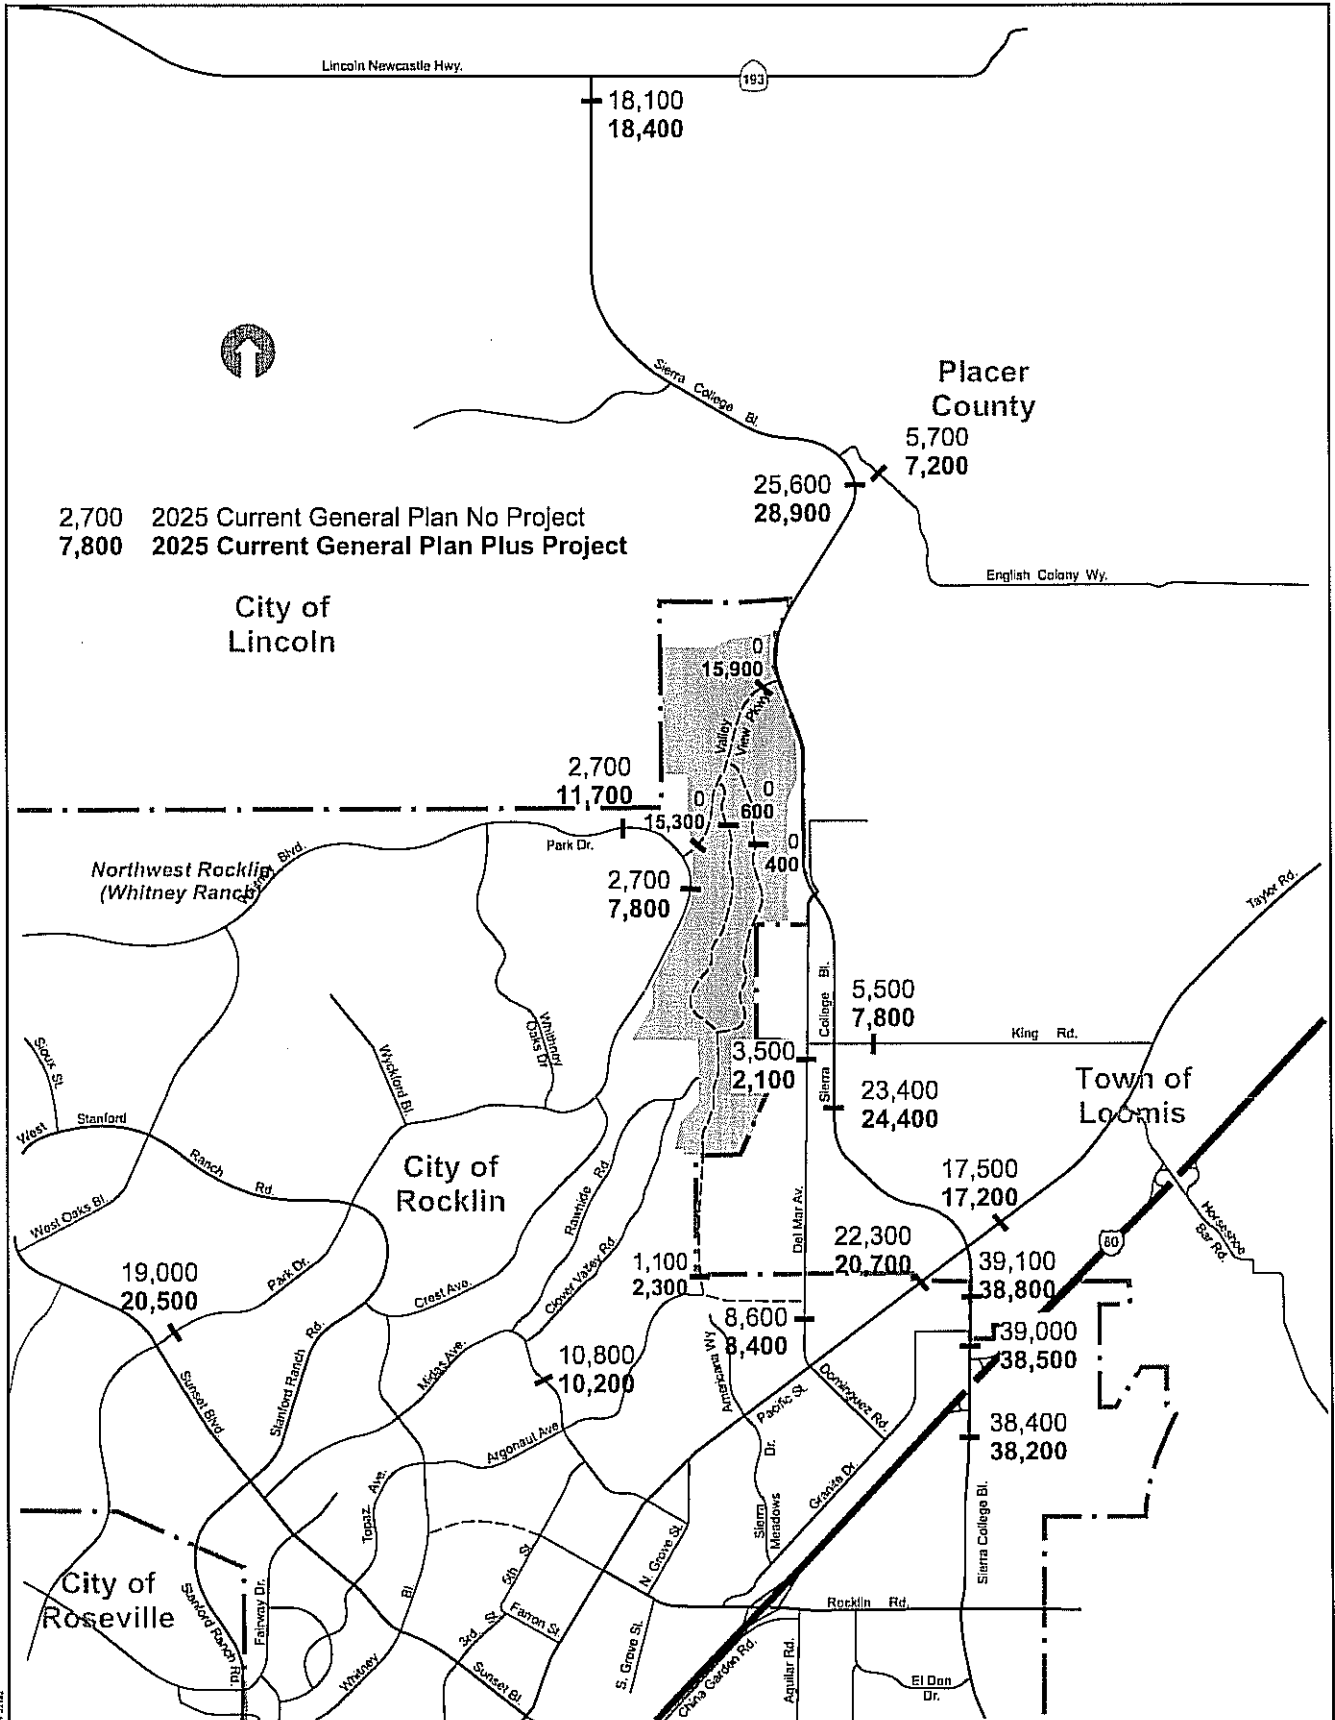 Lincoln Newcastle Hwy.
193
18,100
18,400
Sierra College Bl.
Placer
County
5,700
7,200
25,600
28,900
2,700 2025 Current General Plan No Project
7,800 2025 Current General Plan Plus Project
English Colony Wy.
City of
Lincoln
0
15,900
Valley
View Pkwy
2,700
11,700
0
15,300
0
600
Park Dr.
0
400
Northwest Rocklin
(Whitney Ranch)
Whitney Blvd.
2,700
7,800
Taylor Rd.
Sierra College Bl.
5,500
7,800
King Rd.
Whitney
Oaks Dr
3,500
2,100
Sioux St.
Wyckford Bl.
23,400
24,400
Town of
Loomis
West Stanford Ranch Rd.
City of
Rocklin
17,500
17,200
West Oaks Bl.
Rawhide Rd.
Del Mar Av.
Horseshoe
Bar Rd.
80
22,300
20,700
19,000
20,500
Park Dr.
Crest Ave.
Clover Valley Rd.
1,100
2,300
39,100
38,800
8,600
8,400
39,000
38,500
Stanford Ranch Rd.
Midas Ave.
10,800
10,200
Americana Wy
Sunset Blvd.
Pacific St.
Dominguez Rd.
38,400
38,200
Argonaut Ave.
Topaz Ave.
Granite Dr.
Sierra
Meadows
Dr.
Sierra College Bl.
City of
Roseville
5th St.
N. Grove St.
Stanford Ranch Rd.
Fairway Dr.
Whitney Bl.
3rd. St.
Farron St.
S. Grove St.
Rocklin Rd.
Sunset Bl.
China Garden Rd.
Aguilar Rd.
El Don
Dr.